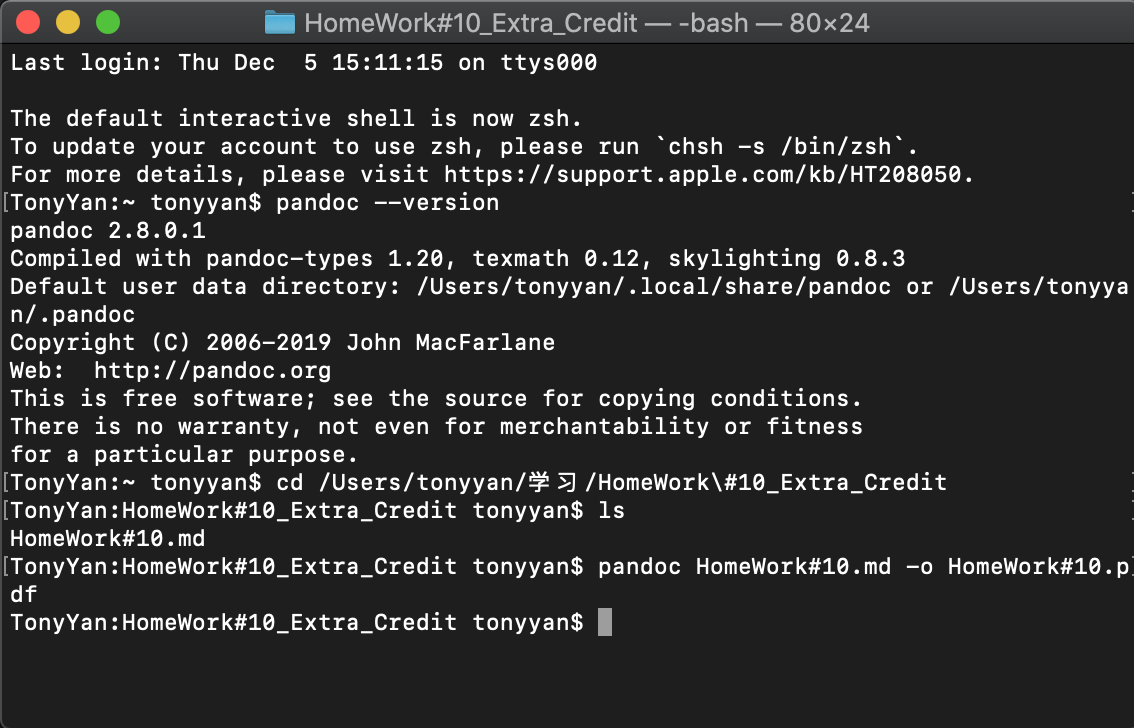 HomeWork#10_Extra_Credit — -bash — 80×24
Last login: Thu Dec  5 15:11:15 on ttys000
The default interactive shell is now zsh.
To update your account to use zsh, please run `chsh -s /bin/zsh`.
For more details, please visit https://support.apple.com/kb/HT208050.
[TonyYan:~ tonyyan$ pandoc --version
pandoc 2.8.0.1
Compiled with pandoc-types 1.20, texmath 0.12, skylighting 0.8.3
Default user data directory: /Users/tonyyan/.local/share/pandoc or /Users/tonyya
n/.pandoc
Copyright (C) 2006-2019 John MacFarlane
Web:  http://pandoc.org
This is free software; see the source for copying conditions.
There is no warranty, not even for merchantability or fitness
for a particular purpose.
[TonyYan:~ tonyyan$ cd /Users/tonyyan/学习/HomeWork\#10_Extra_Credit
[TonyYan:HomeWork#10_Extra_Credit tonyyan$ ls
HomeWork#10.md
[TonyYan:HomeWork#10_Extra_Credit tonyyan$ pandoc HomeWork#10.md -o HomeWork#10.p
df
TonyYan:HomeWork#10_Extra_Credit tonyyan$